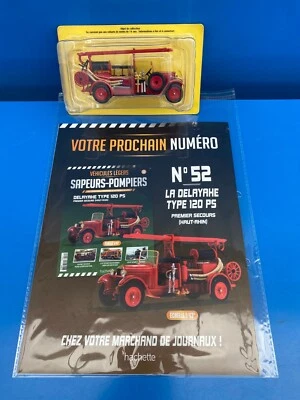 VOTRE PROCHAIN NUMÉRO
VÉHICULES LÉGERS
SAPEURS-POMPIERS
DELAHAYE TYPE 120 PS
N° 52
LA DELAYAHE
TYPE 120 PS
PREMIER SECOURS
(HAUT-RHIN)
CHEZ VOTRE MARCHAND DE JOURNAUX !
hachette